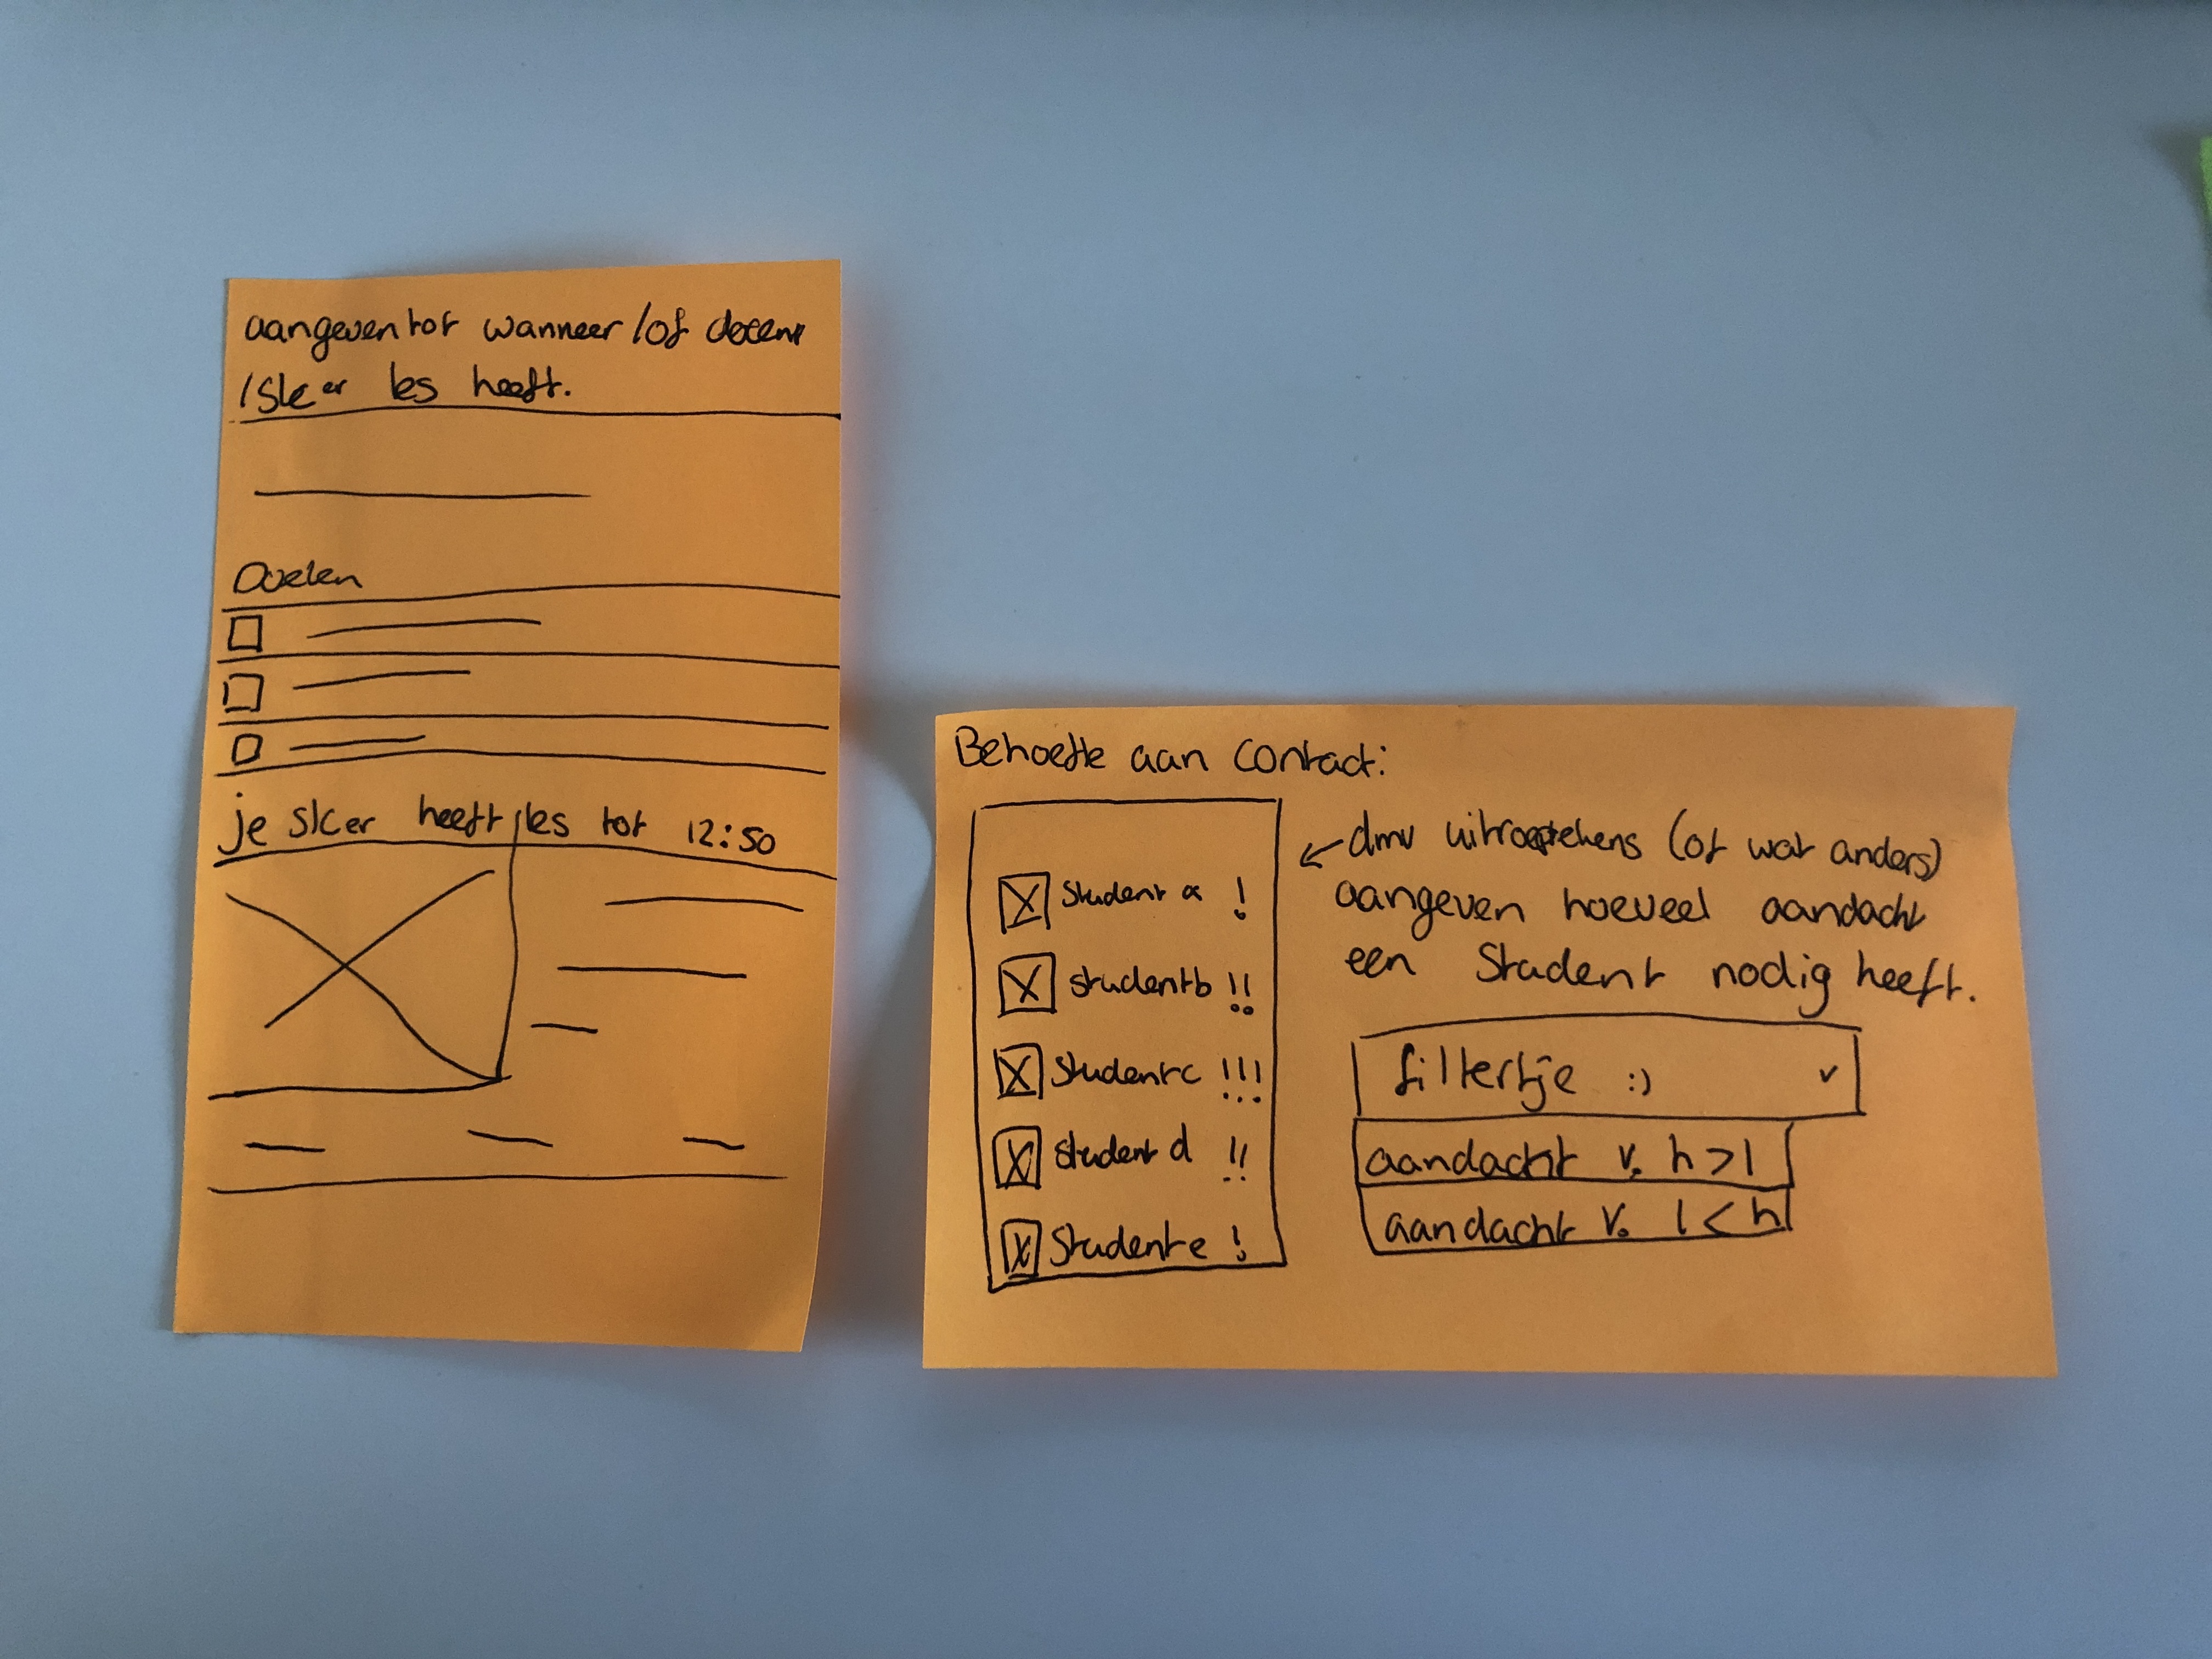 aangeven tot wanneer /of docent
/slc er les heeft.
Doelen
je slcer heeft les tot 12:50
Behoefte aan contact:
student a !
student b !!
student c !!!
student d !!
student e !
dmv uitroeptekens (of wat anders)
aangeven hoeveel aandacht
een student nodig heeft.
filtertje :)
aandacht v. h > l
aandacht v. l < h